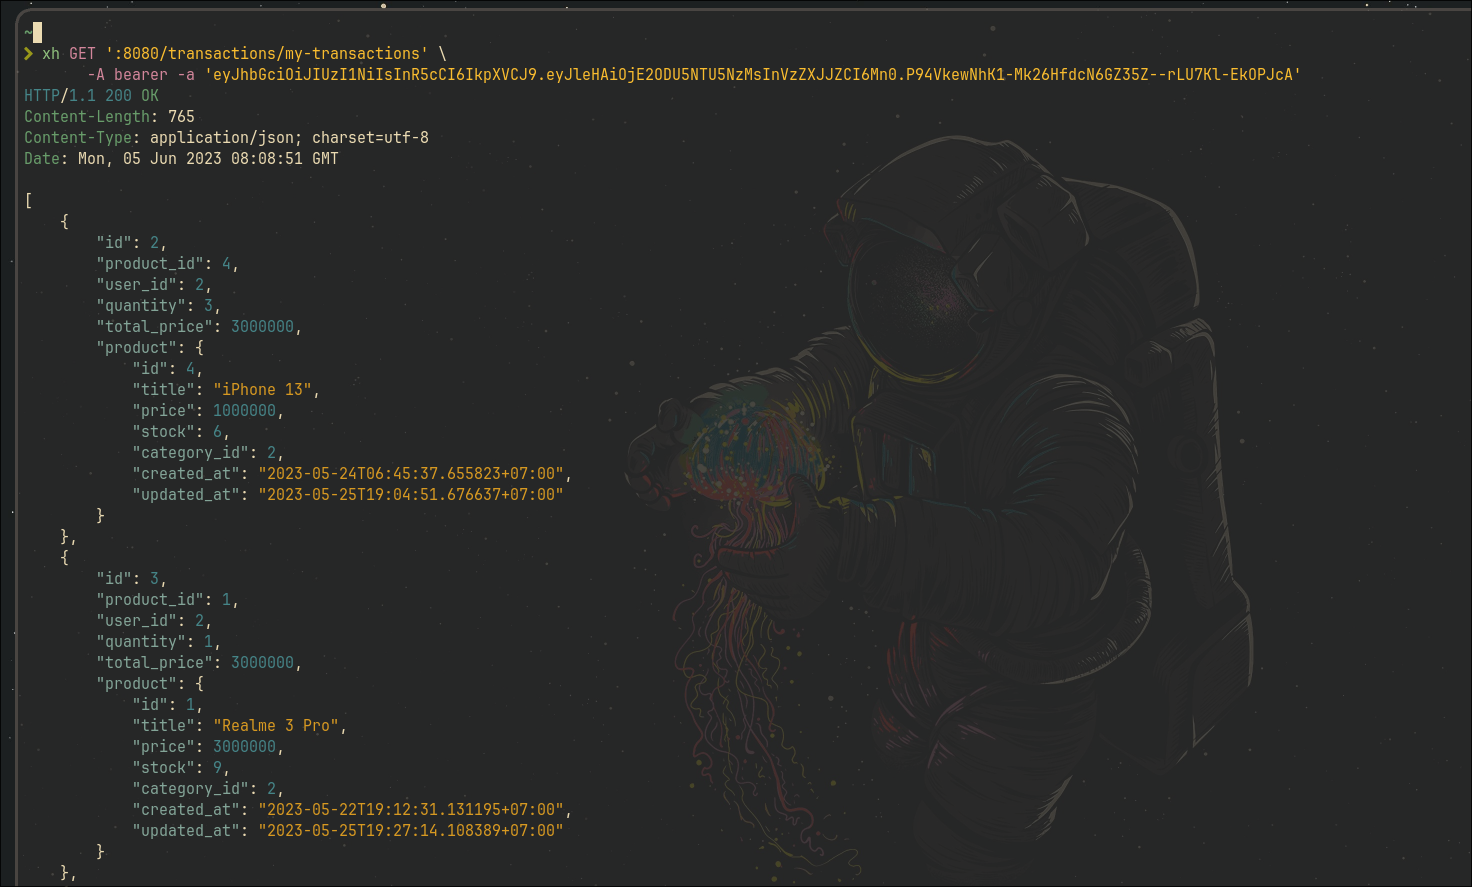 ~
❯ xh GET ':8080/transactions/my-transactions' \
-A bearer -a 'eyJhbGciOiJIUzI1NiIsInR5cCI6IkpXVCJ9.eyJleHAiOjE2ODU5NTU5NzMsInVzZXJJZCI6Mn0.P94VkewNhK1-Mk26HfdcN6GZ35Z--rLU7Kl-EkOPJcA'
HTTP/1.1 200 OK
Content-Length: 765
Content-Type: application/json; charset=utf-8
Date: Mon, 05 Jun 2023 08:08:51 GMT
[
{
"id": 2,
"product_id": 4,
"user_id": 2,
"quantity": 3,
"total_price": 3000000,
"product": {
"id": 4,
"title": "iPhone 13",
"price": 1000000,
"stock": 6,
"category_id": 2,
"created_at": "2023-05-24T06:45:37.655823+07:00",
"updated_at": "2023-05-25T19:04:51.676637+07:00"
}
},
{
"id": 3,
"product_id": 1,
"user_id": 2,
"quantity": 1,
"total_price": 3000000,
"product": {
"id": 1,
"title": "Realme 3 Pro",
"price": 3000000,
"stock": 9,
"category_id": 2,
"created_at": "2023-05-22T19:12:31.131195+07:00",
"updated_at": "2023-05-25T19:27:14.108389+07:00"
}
},